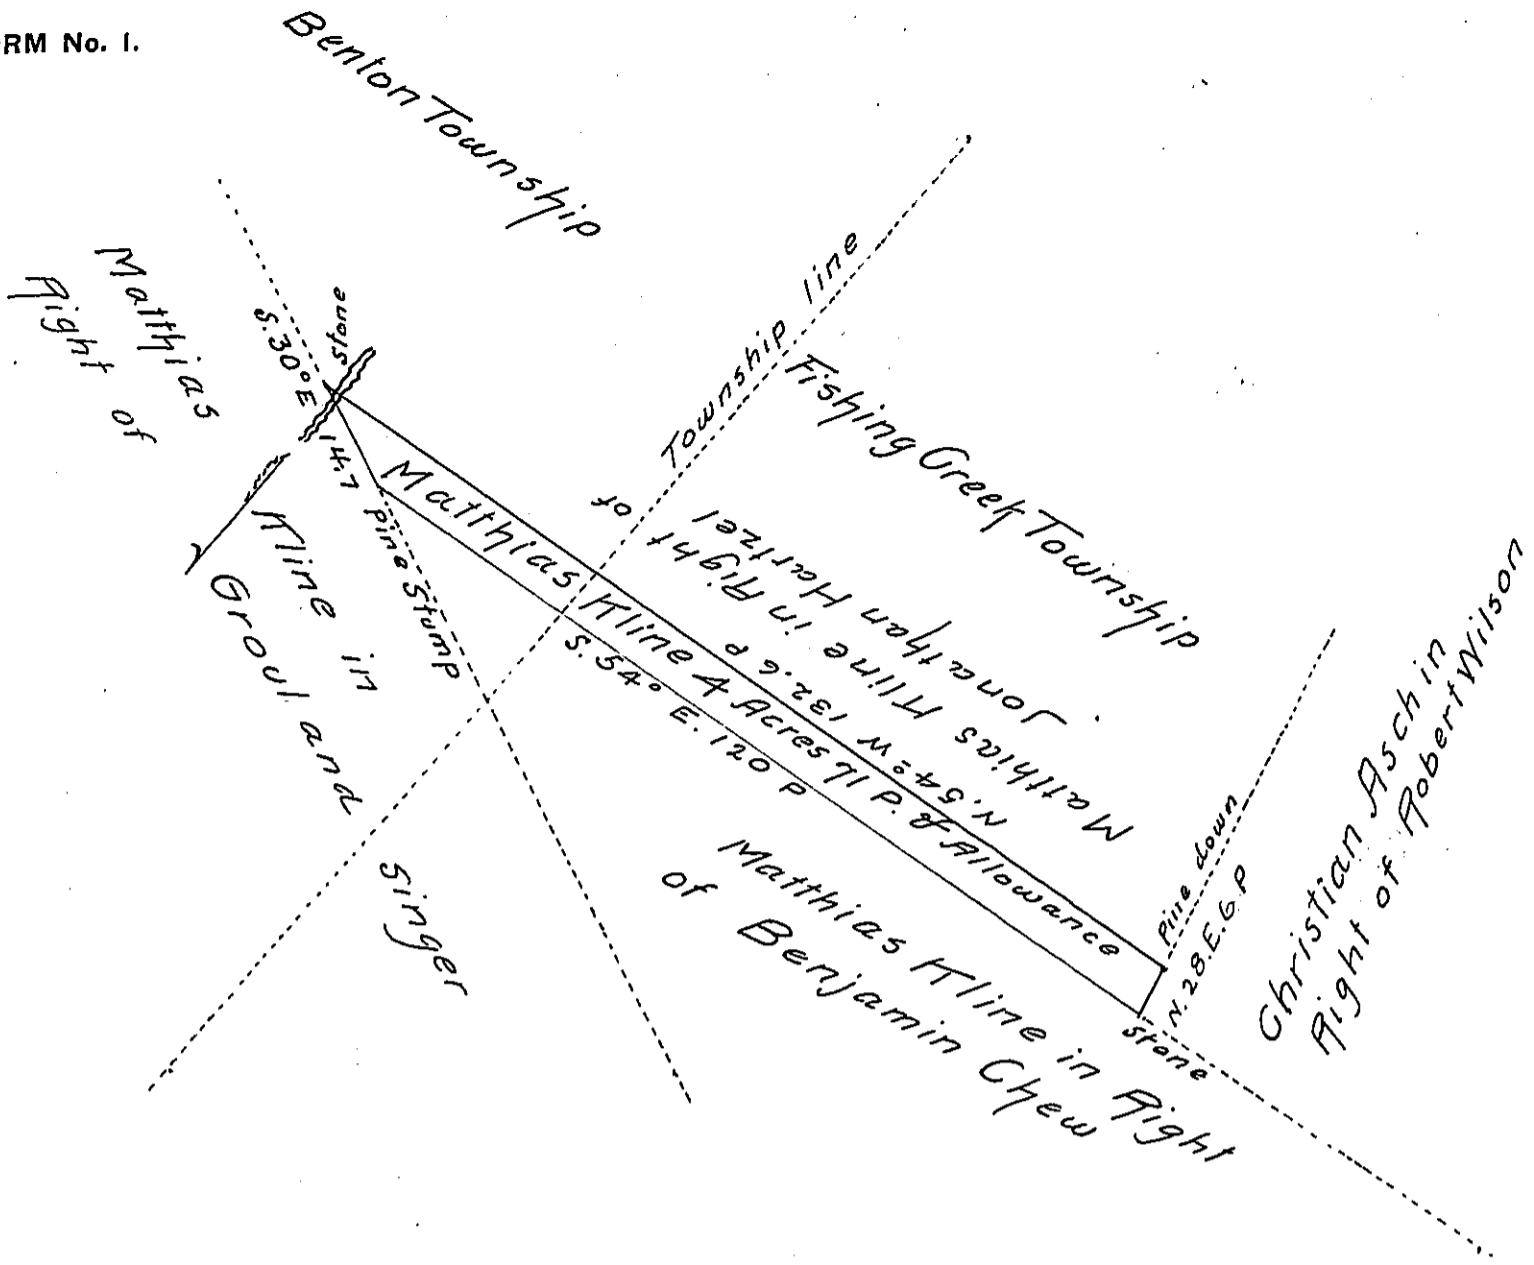 RM No. 1.
Benton Township
Township line
Fishing Creek Township
Stone
S. 30° E 14.7
Pine Stump
Matthias Kline in
Right of Groul and Singer
Matthias Kline 4 Acres 71 P. & Allowance
Matthias Kline in Right of
Jonathan Heartzel
N. 54° W 132.6 P
S. 54° E. 120 P
Matthias Kline in Right
of Benjamin Chew
Pine down
N. 28. E. 6. P
Stone
Christian Asch in
Right of Robert Wilson